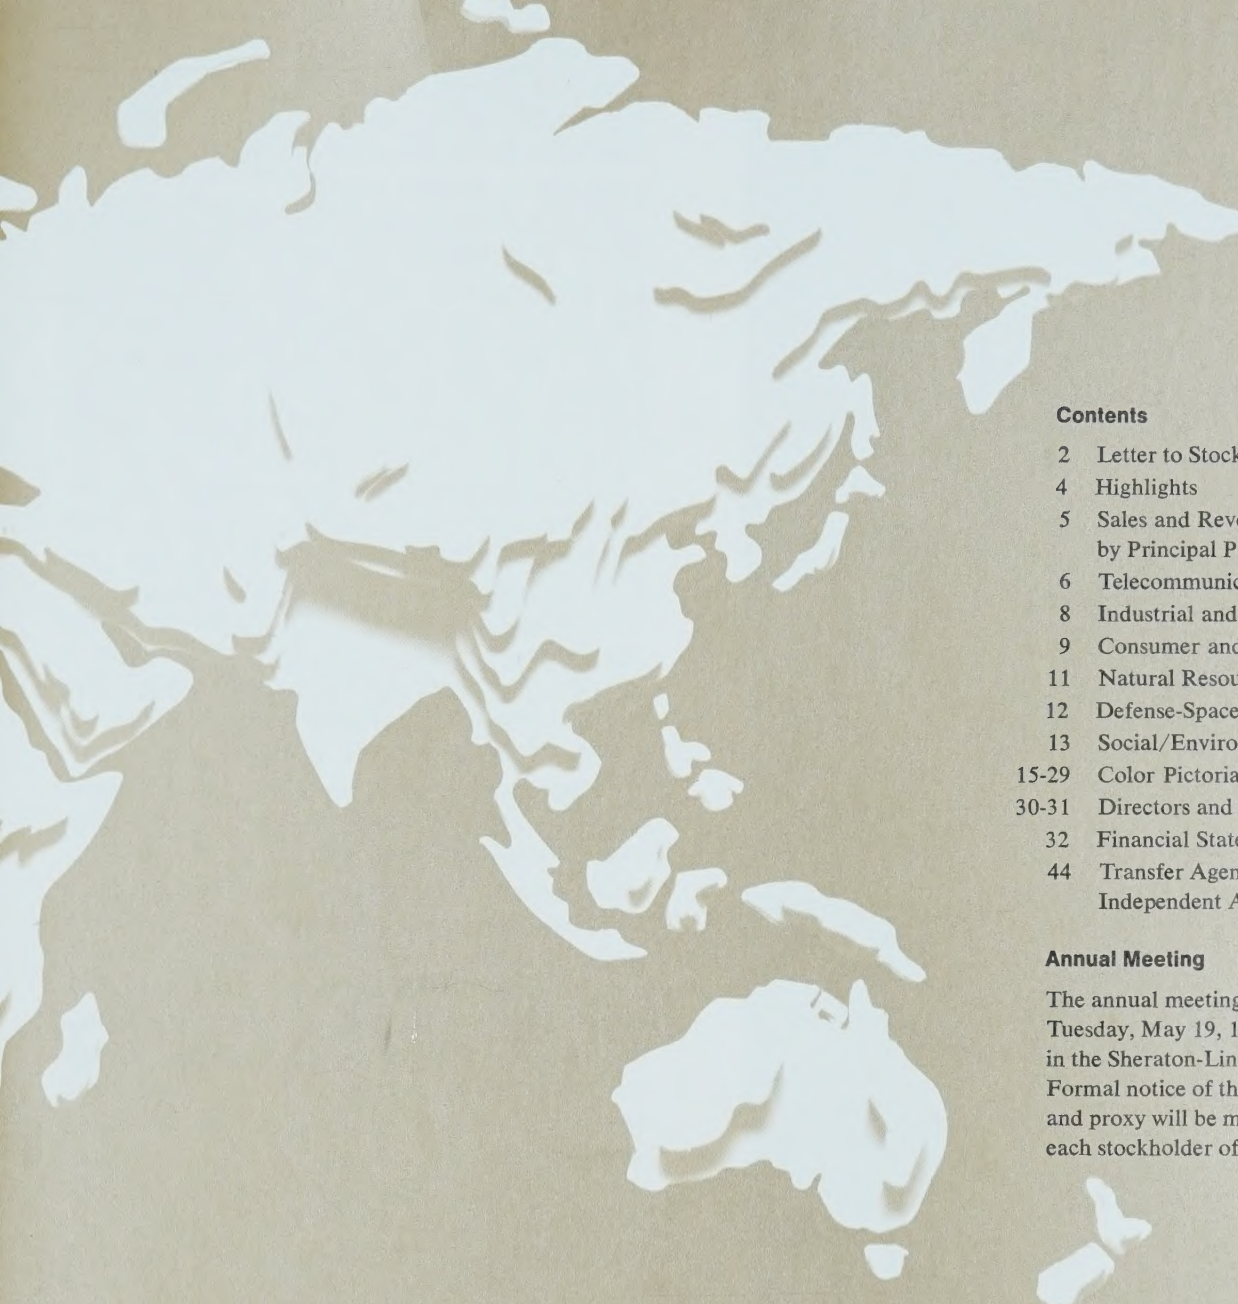 Contents
2 Letter to Stock
4 Highlights
5 Sales and Reve
by Principal P
6 Telecommunic
8 Industrial and
9 Consumer and
11 Natural Resou
12 Defense-Space
13 Social/Enviro
15-29 Color Pictoria
30-31 Directors and
32 Financial State
44 Transfer Agen
Independent A
Annual Meeting
The annual meeting
Tuesday, May 19, 1
in the Sheraton-Lin
Formal notice of th
and proxy will be m
each stockholder of